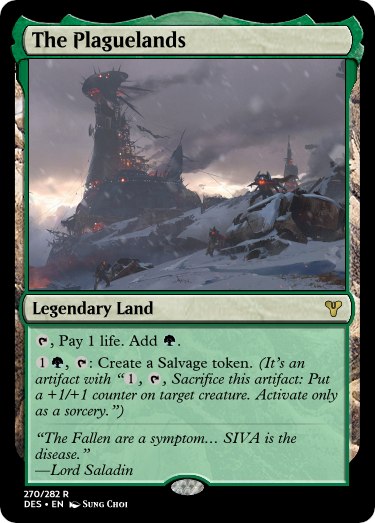 The Plaguelands
Legendary Land
, Pay 1 life. Add .
1 , : Create a Salvage token. (It's an
artifact with “1, , Sacrifice this artifact: Put
a +1/+1 counter on target creature. Activate only
as a sorcery.”)
“The Fallen are a symptom… SIVA is the
disease.”
—Lord Saladin
270/282 R
DES • EN Sung Choi